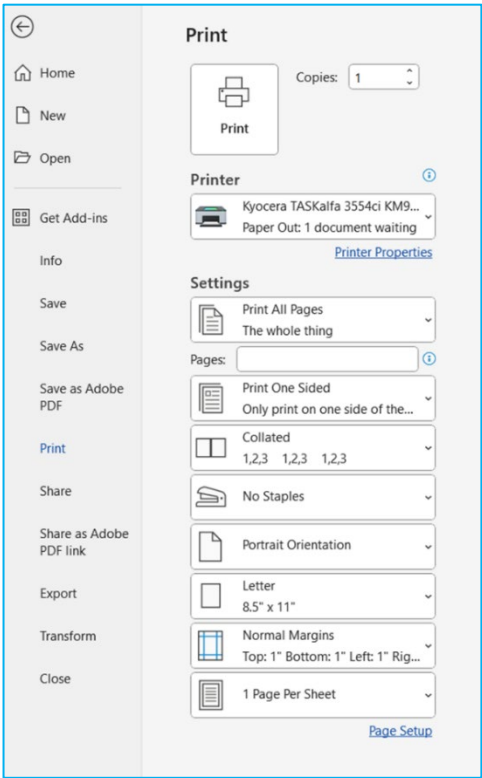 Home
New
Open
Get Add-ins
Info
Save
Save As
Save as Adobe
PDF
Print
Share
Share as Adobe
PDF link
Export
Transform
Close
Print
Print
Copies: 1
Printer
Kyocera TASKalfa 3554ci KM9...
Paper Out: 1 document waiting
Printer Properties
Settings
Print All Pages
The whole thing
Pages:
Print One Sided
Only print on one side of the...
Collated
1,2,3 1,2,3 1,2,3
No Staples
Portrait Orientation
Letter
8.5" x 11"
Normal Margins
Top: 1" Bottom: 1" Left: 1" Rig...
1 Page Per Sheet
Page Setup